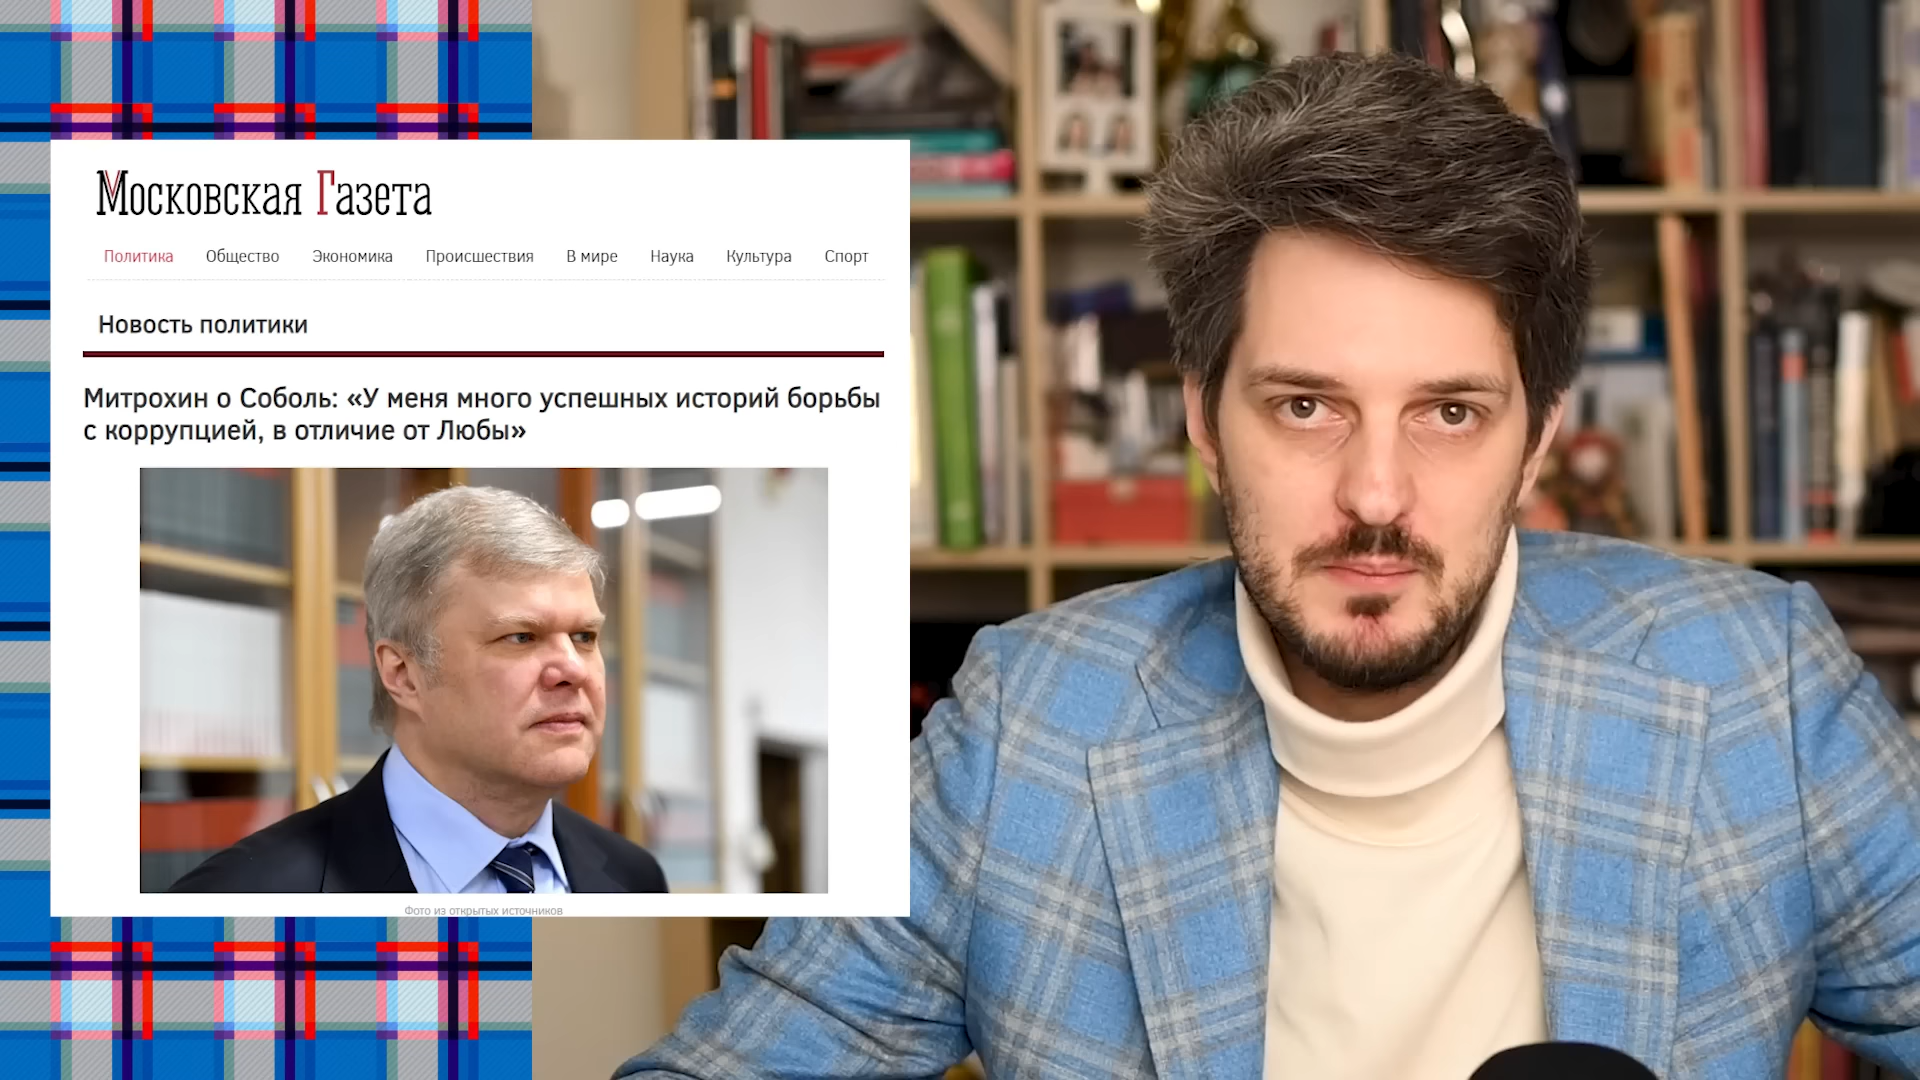 Московская Газета
Политика Общество Экономика Происшествия В мире Наука Культура Спорт
Новость политики
Митрохин о Соболь: «У меня много успешных историй борьбы
с коррупцией, в отличие от Любы»
Фото из открытых источников